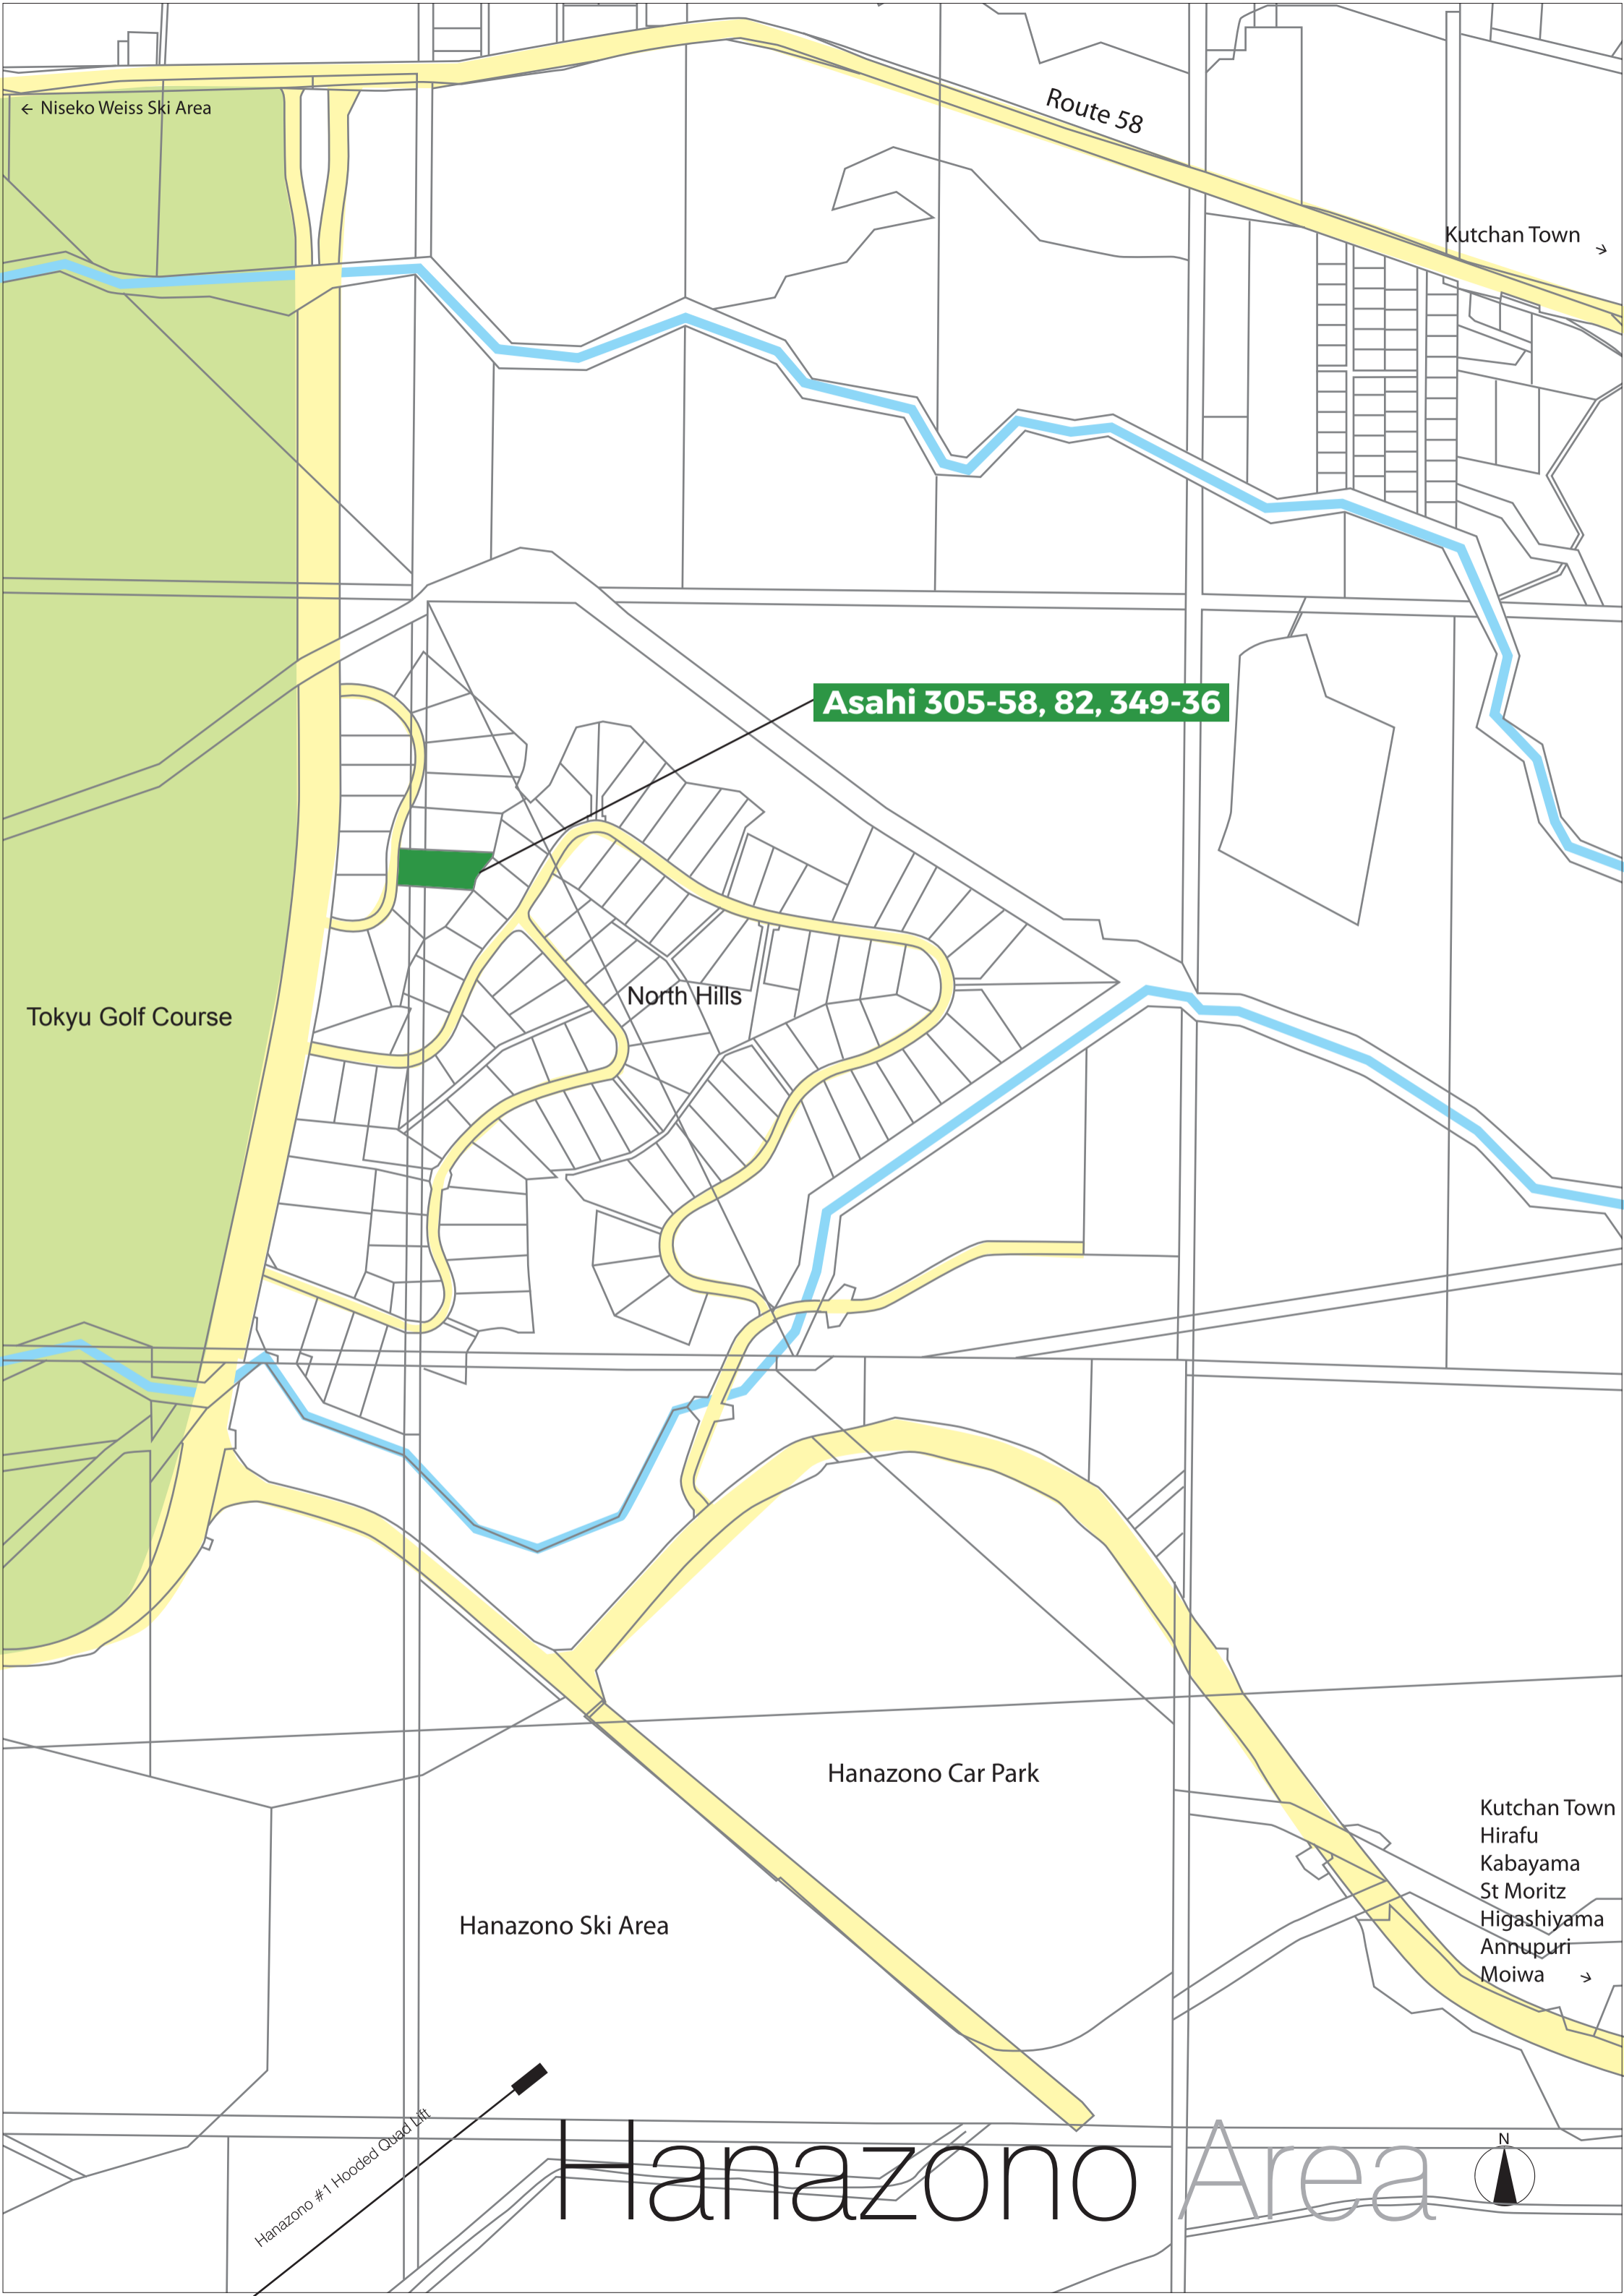 Route 58
← Niseko Weiss Ski Area
Kutchan Town →
Asahi 305-58, 82, 349-36
North Hills
Tokyu Golf Course
Hanazono Car Park
Kutchan Town
Hirafu
Kabayama
St Moritz
Higashiyama
Annupuri
Moiwa →
Hanazono Ski Area
Hanazono #1 Hooded Quad Lift
Hanazono Area
N